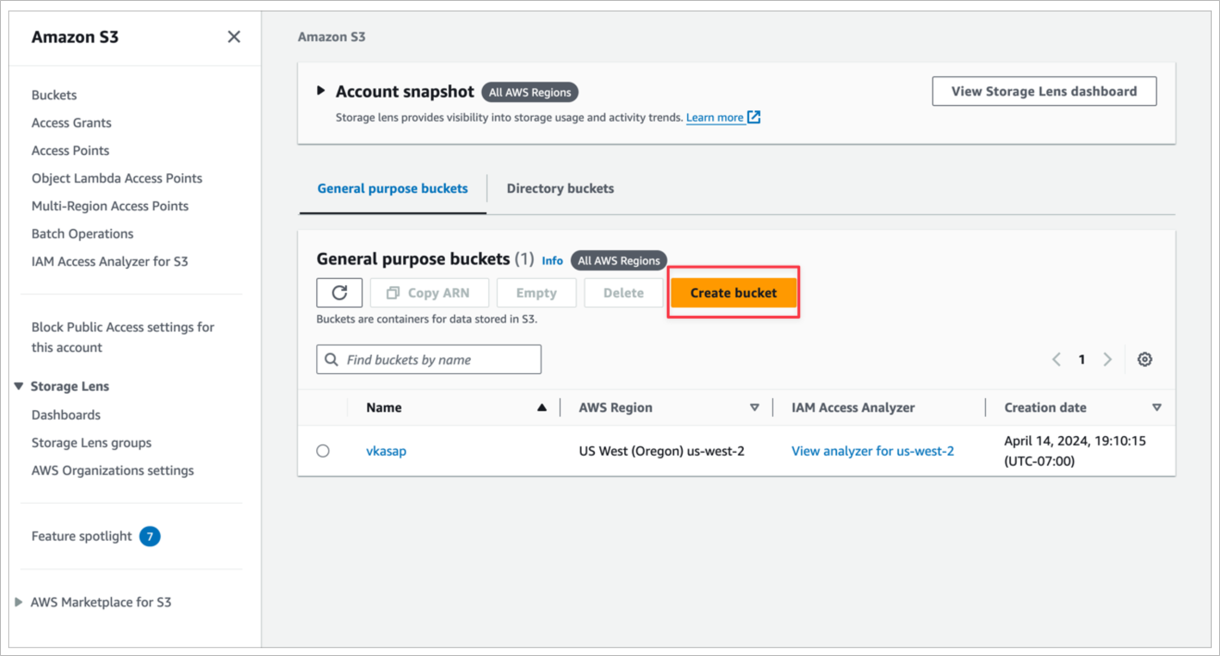 Amazon S3
Buckets
Access Grants
Access Points
Object Lambda Access Points
Multi-Region Access Points
Batch Operations
IAM Access Analyzer for S3
Block Public Access settings for
this account
Storage Lens
Dashboards
Storage Lens groups
AWS Organizations settings
Feature spotlight 7
AWS Marketplace for S3
Amazon S3
Account snapshot All AWS Regions
View Storage Lens dashboard
Storage lens provides visibility into storage usage and activity trends. Learn more
General purpose buckets Directory buckets
General purpose buckets (1) Info All AWS Regions
Copy ARN Empty Delete Create bucket
Buckets are containers for data stored in S3.
Find buckets by name
1
Name AWS Region IAM Access Analyzer Creation date
vkasap US West (Oregon) us-west-2 View analyzer for us-west-2 April 14, 2024, 19:10:15
(UTC-07:00)